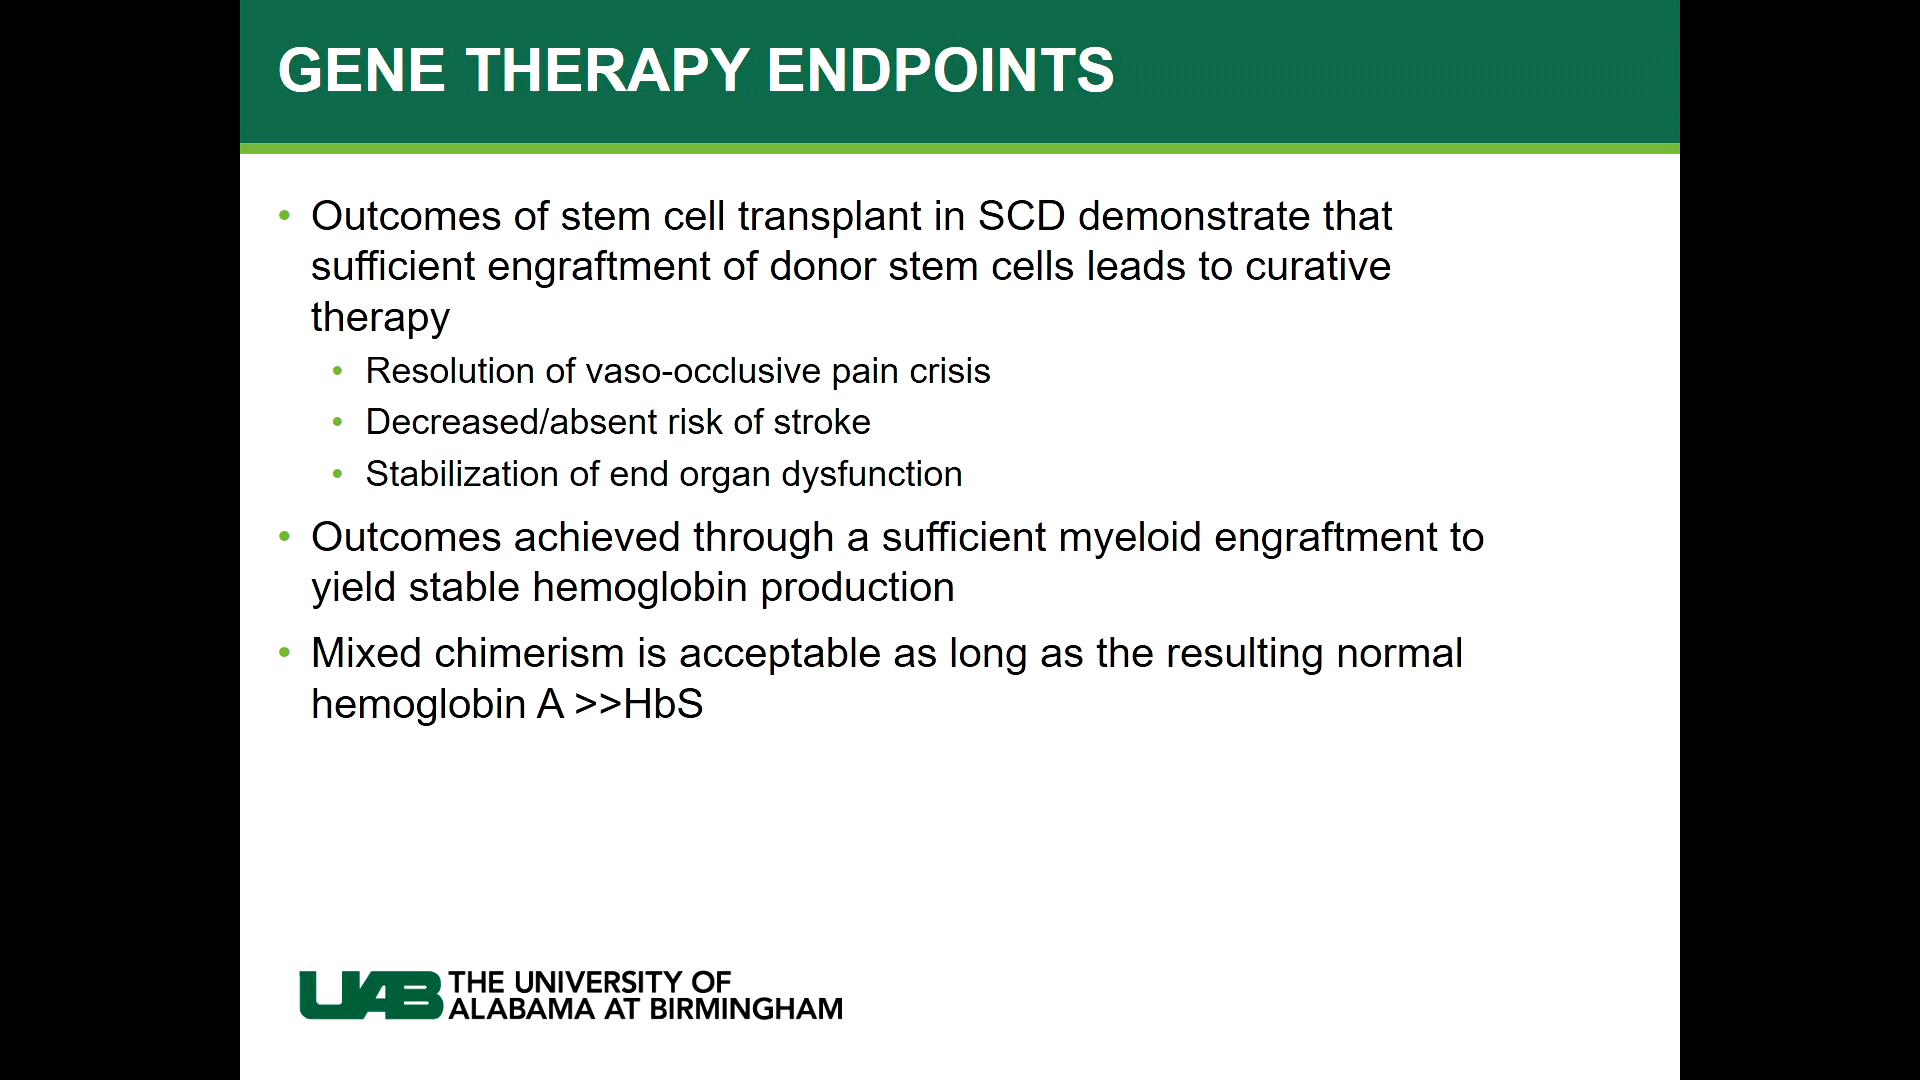 GENE THERAPY ENDPOINTS
• Outcomes of stem cell transplant in SCD demonstrate that
sufficient engraftment of donor stem cells leads to curative
therapy
• Resolution of vaso-occlusive pain crisis
• Decreased/absent risk of stroke
• Stabilization of end organ dysfunction
• Outcomes achieved through a sufficient myeloid engraftment to
yield stable hemoglobin production
• Mixed chimerism is acceptable as long as the resulting normal
hemoglobin A >>HbS
UAB THE UNIVERSITY OF
ALABAMA AT BIRMINGHAM